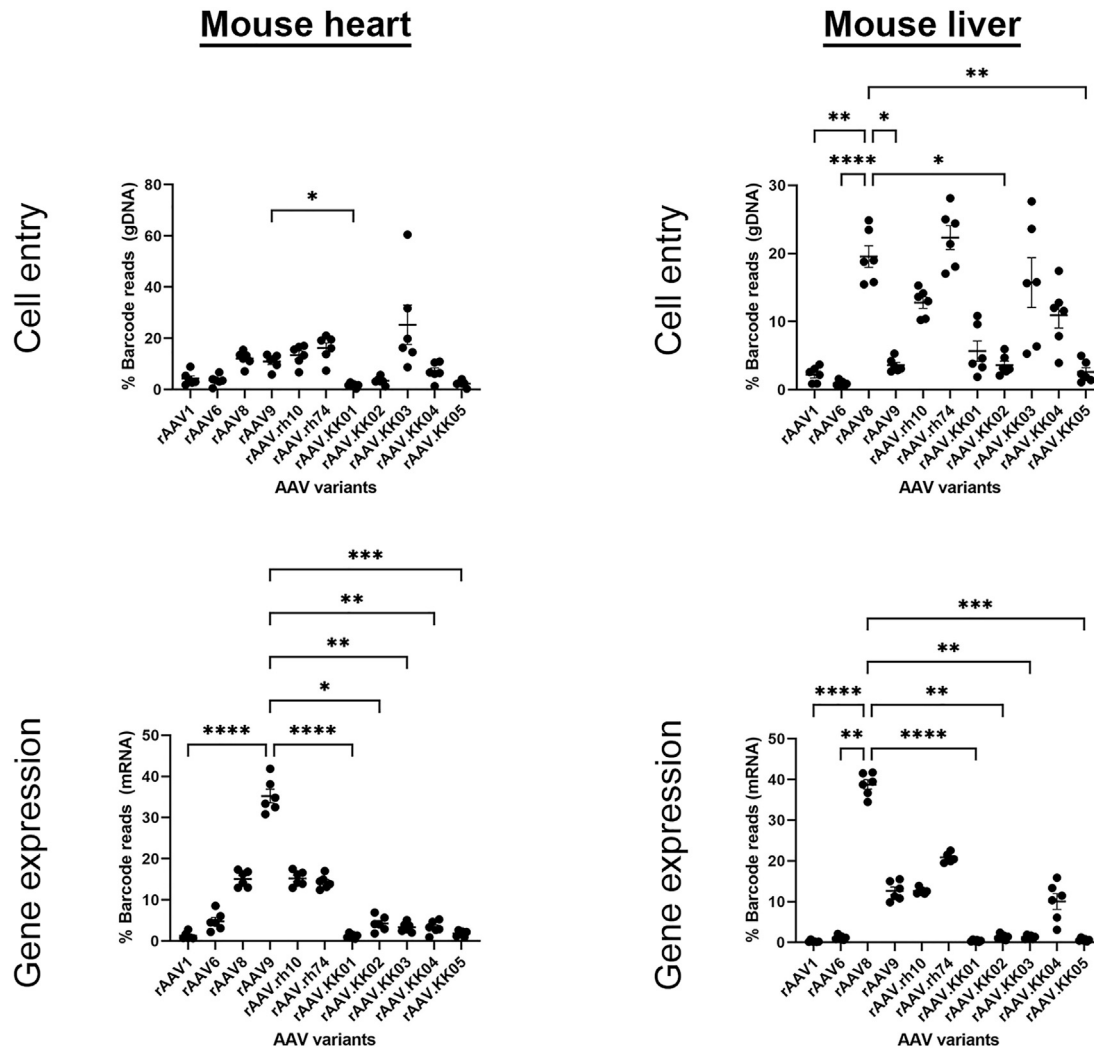 Mouse heart
Mouse liver
Cell entry
% Barcode reads (gDNA)
80
60
40
20
0
*
rAAV1
rAAV6
rAAV8
rAAV9
rAAV.rh10
rAAV.rh74
rAAV.KK01
rAAV.KK02
rAAV.KK03
rAAV.KK04
rAAV.KK05
AAV variants
Cell entry
% Barcode reads (gDNA)
30
20
10
0
**
** *
**** *
rAAV1
rAAV6
rAAV8
rAAV9
rAAV.rh10
rAAV.rh74
rAAV.KK01
rAAV.KK02
rAAV.KK03
rAAV.KK04
rAAV.KK05
AAV variants
Gene expression
% Barcode reads (mRNA)
50
40
30
20
10
0
***
**
**
*
**** ****
rAAV1
rAAV6
rAAV8
rAAV9
rAAV.rh10
rAAV.rh74
rAAV.KK01
rAAV.KK02
rAAV.KK03
rAAV.KK04
rAAV.KK05
AAV variants
Gene expression
% Barcode reads (mRNA)
50
40
30
20
10
0
***
**
**** **
** ****
rAAV1
rAAV6
rAAV8
rAAV9
rAAV.rh10
rAAV.rh74
rAAV.KK01
rAAV.KK02
rAAV.KK03
rAAV.KK04
rAAV.KK05
AAV variants